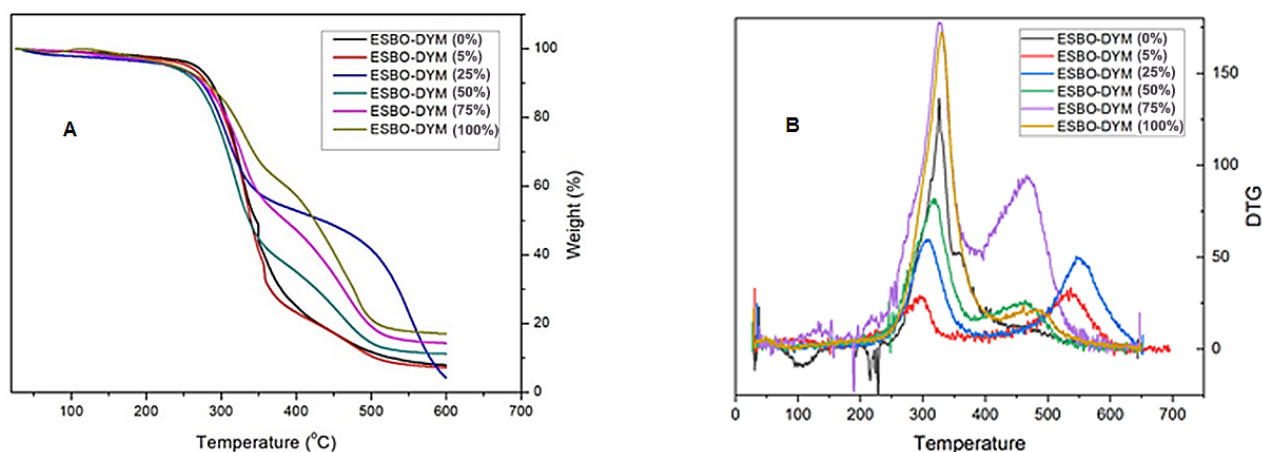 A
ESBO-DYM (0%)
ESBO-DYM (5%)
ESBO-DYM (25%)
ESBO-DYM (50%)
ESBO-DYM (75%)
ESBO-DYM (100%)
100
80
60
40
20
0
Weight (%)
100 200 300 400 500 600 700
Temperature (°C)
B
ESBO-DYM (0%)
ESBO-DYM (5%)
ESBO-DYM (25%)
ESBO-DYM (50%)
ESBO-DYM (75%)
ESBO-DYM (100%)
150
100
50
0
DTG
0 100 200 300 400 500 600 700
Temperature